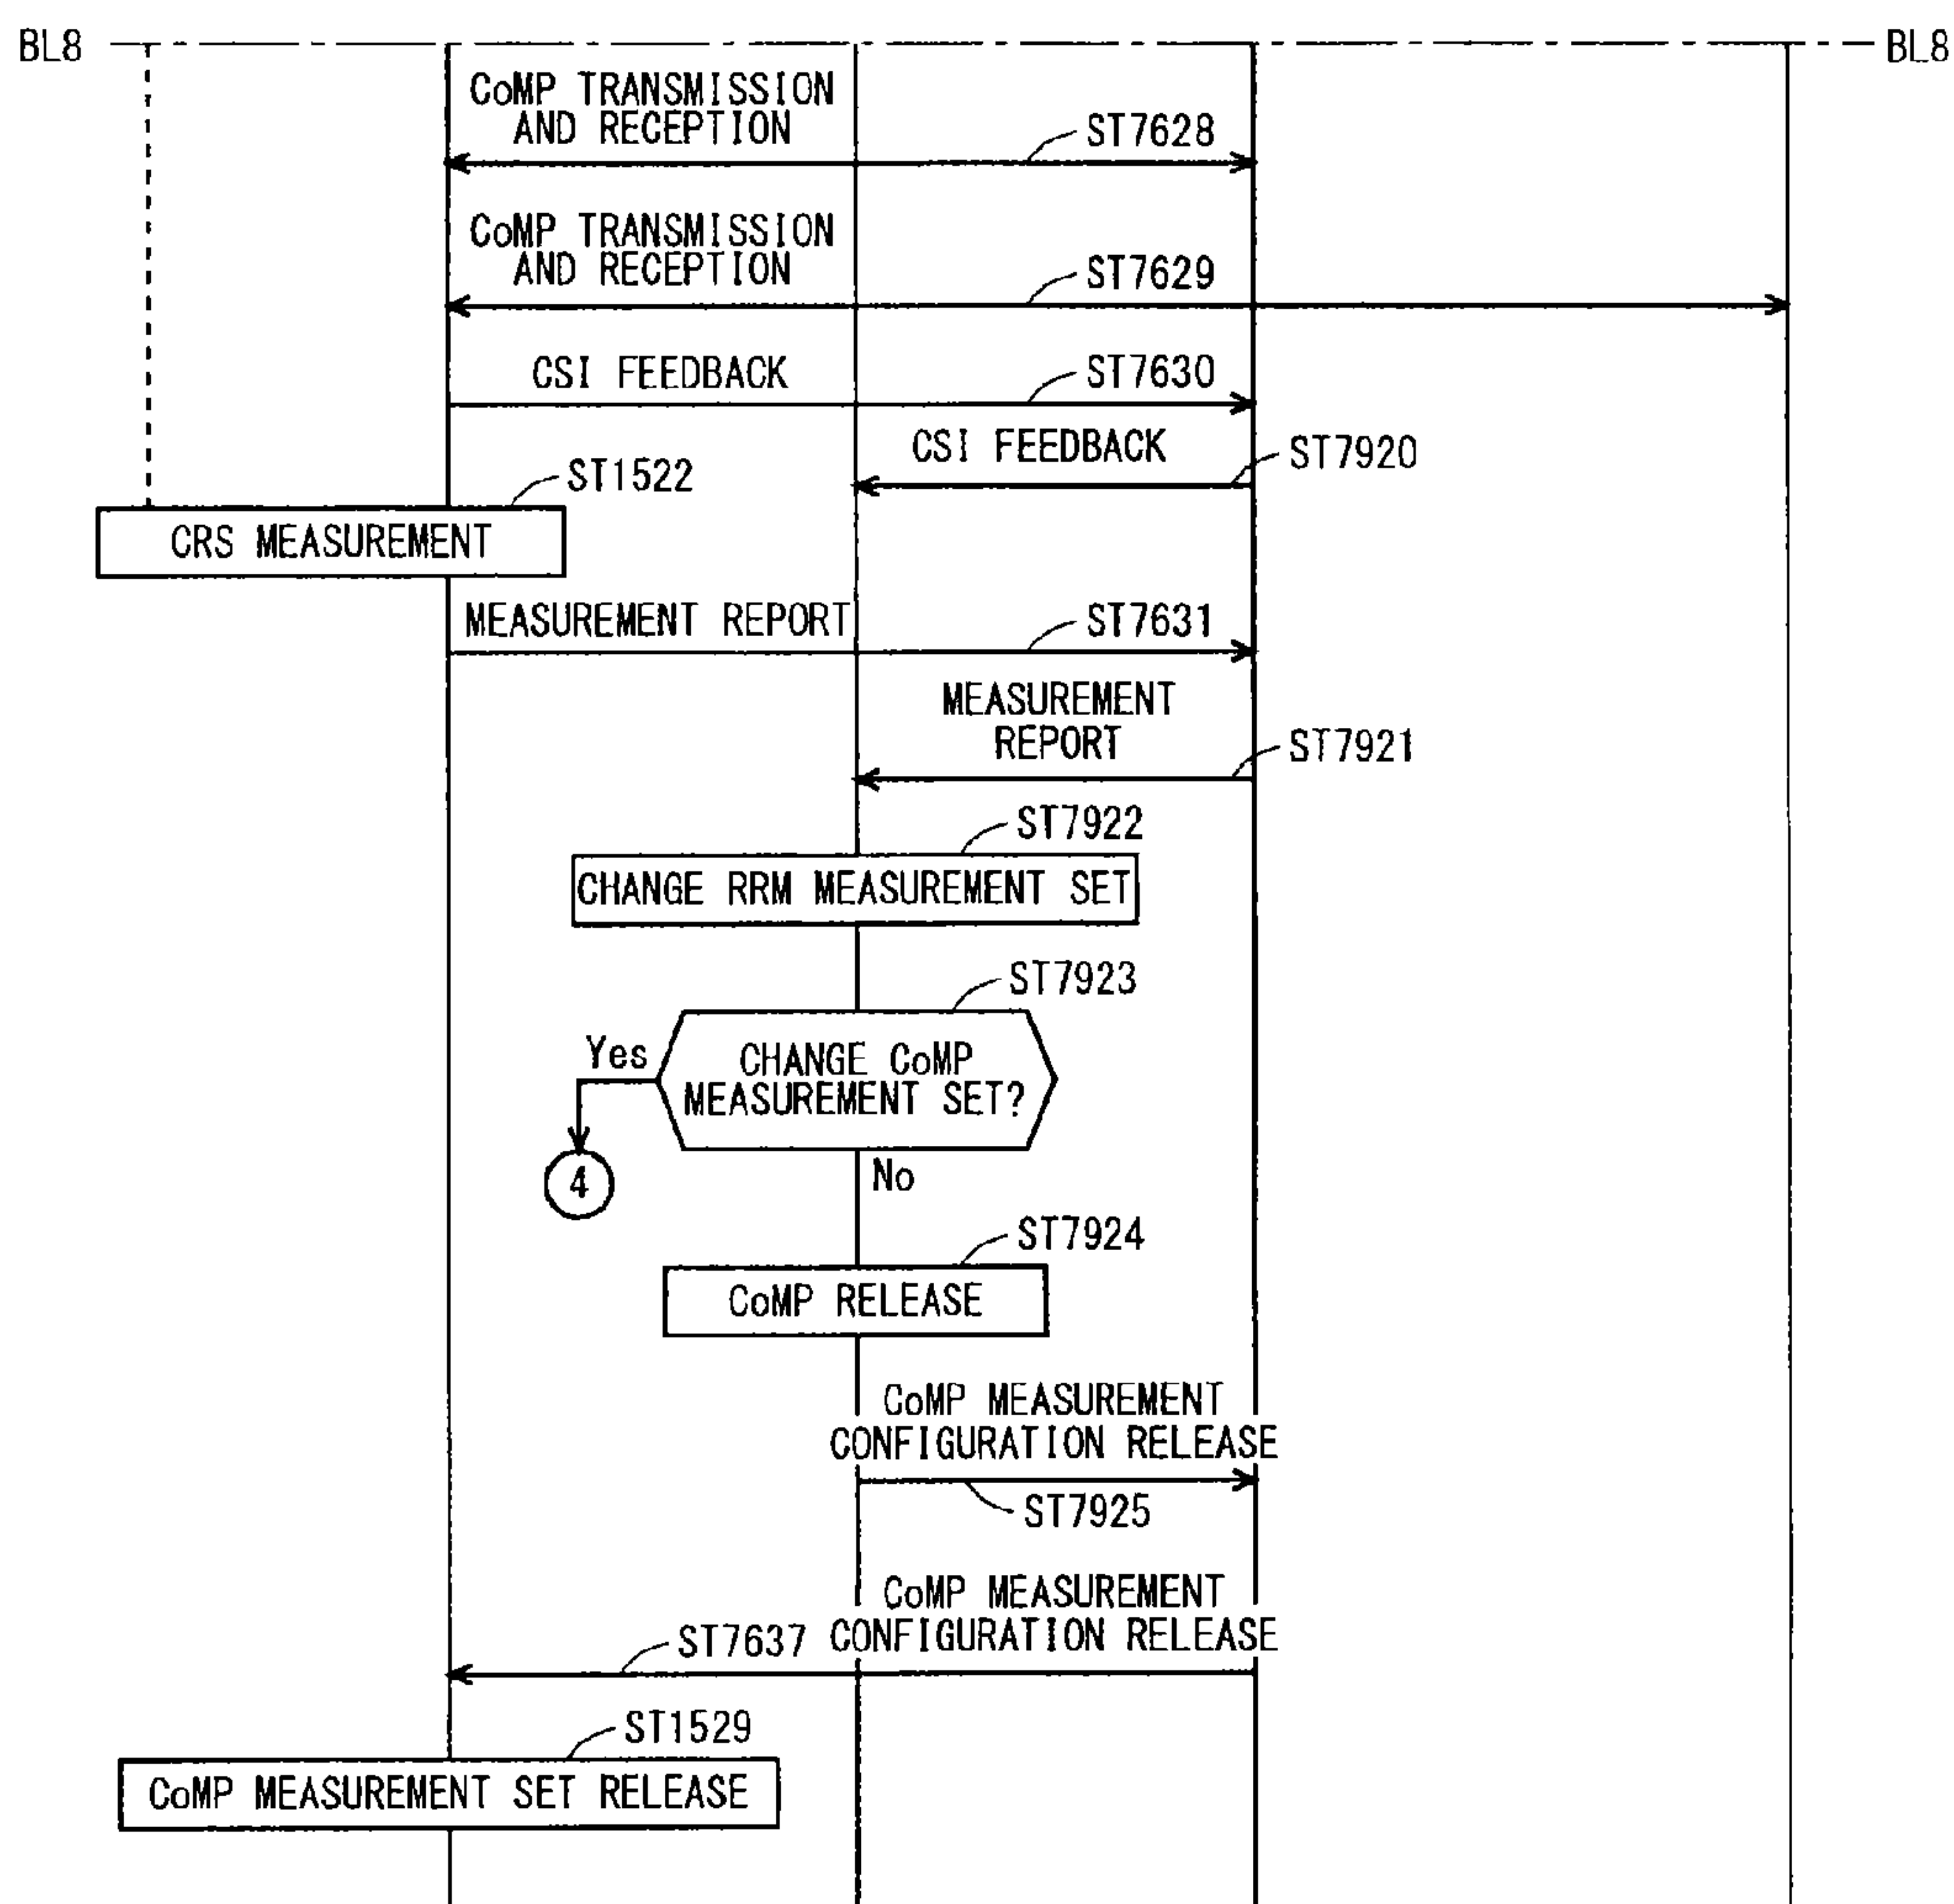 BL8
BL8
CoMP TRANSMISSION
AND RECEPTION
ST7628
CoMP TRANSMISSION
AND RECEPTION
ST7629
CSI FEEDBACK
ST7630
CSI FEEDBACK
ST7920
ST1522
CRS MEASUREMENT
MEASUREMENT REPORT
ST7631
MEASUREMENT
REPORT
ST7921
ST7922
CHANGE RRM MEASUREMENT SET
ST7923
Yes
CHANGE CoMP
MEASUREMENT SET?
4
No
ST7924
CoMP RELEASE
CoMP MEASUREMENT
CONFIGURATION RELEASE
ST7925
CoMP MEASUREMENT
CONFIGURATION RELEASE
ST7637
ST1529
CoMP MEASUREMENT SET RELEASE